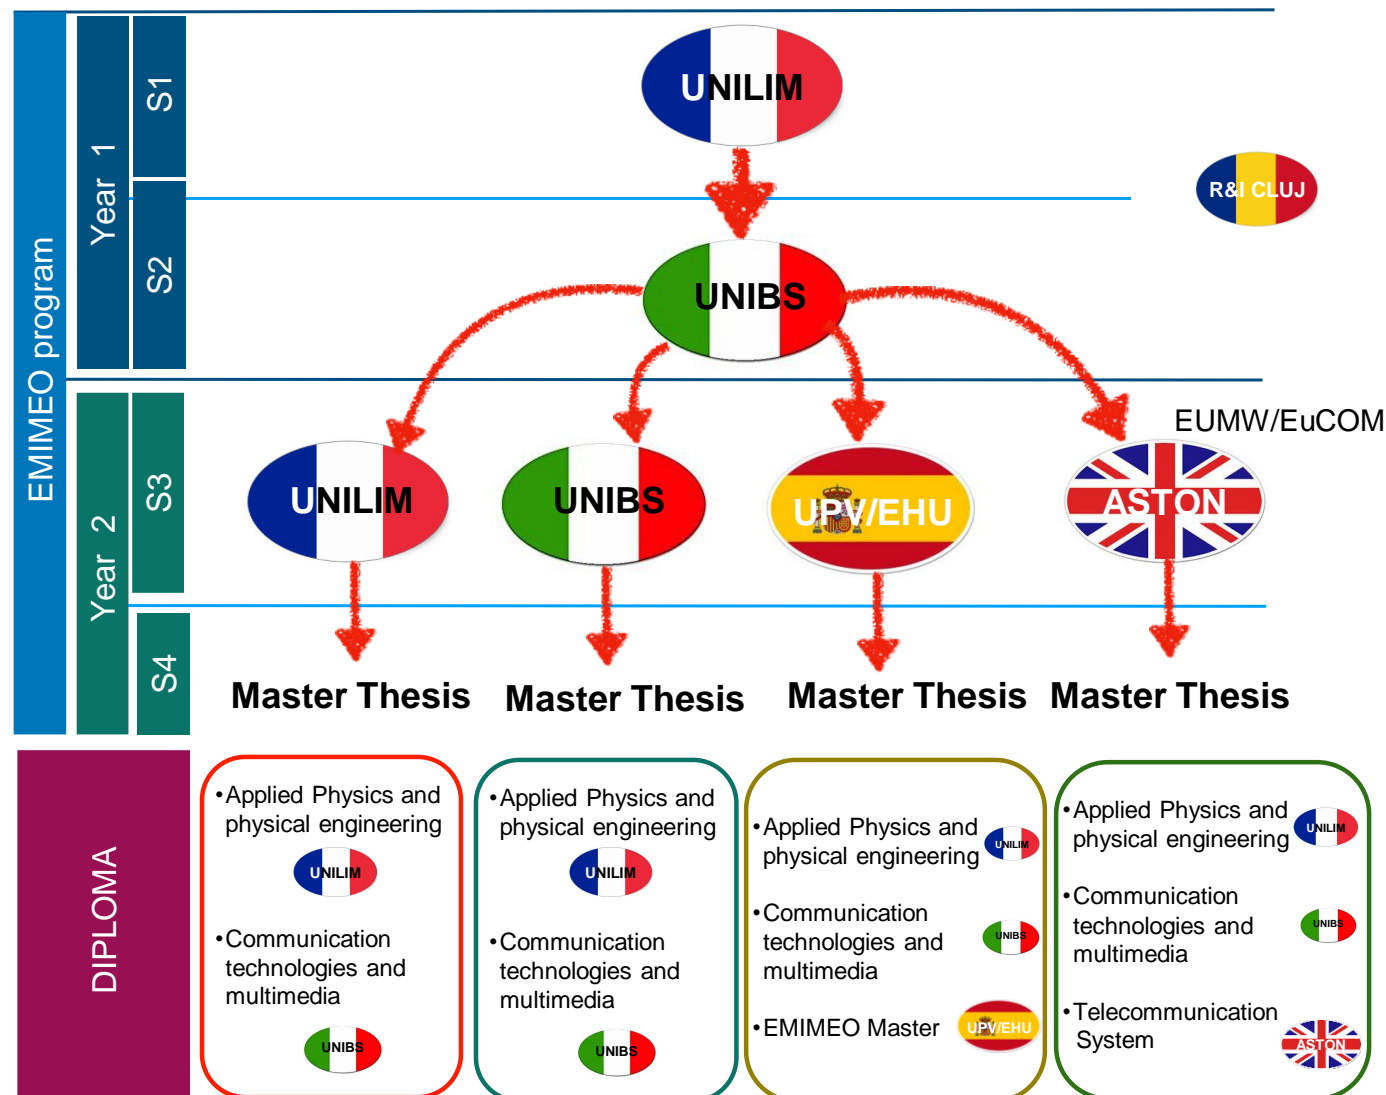 EMIMEO program
Year 1
S1
S2
UNILIM
R&I CLUJ
UNIBS
Year 2
S3
S4
EUMW/EuCOM
UNILIM
UNIBS
UPV/EHU
ASTON
Master Thesis
Master Thesis
Master Thesis
Master Thesis
DIPLOMA
•Applied Physics and
physical engineering
UNILIM
•Communication
technologies and
multimedia
UNIBS
•Applied Physics and
physical engineering
UNILIM
•Communication
technologies and
multimedia
UNIBS
•Applied Physics and
physical engineering
UNILIM
•Communication
technologies and
multimedia
UNIBS
•EMIMEO Master
UPV/EHU
•Applied Physics and
physical engineering
UNILIM
•Communication
technologies and
multimedia
UNIBS
•Telecommunication
System
ASTON